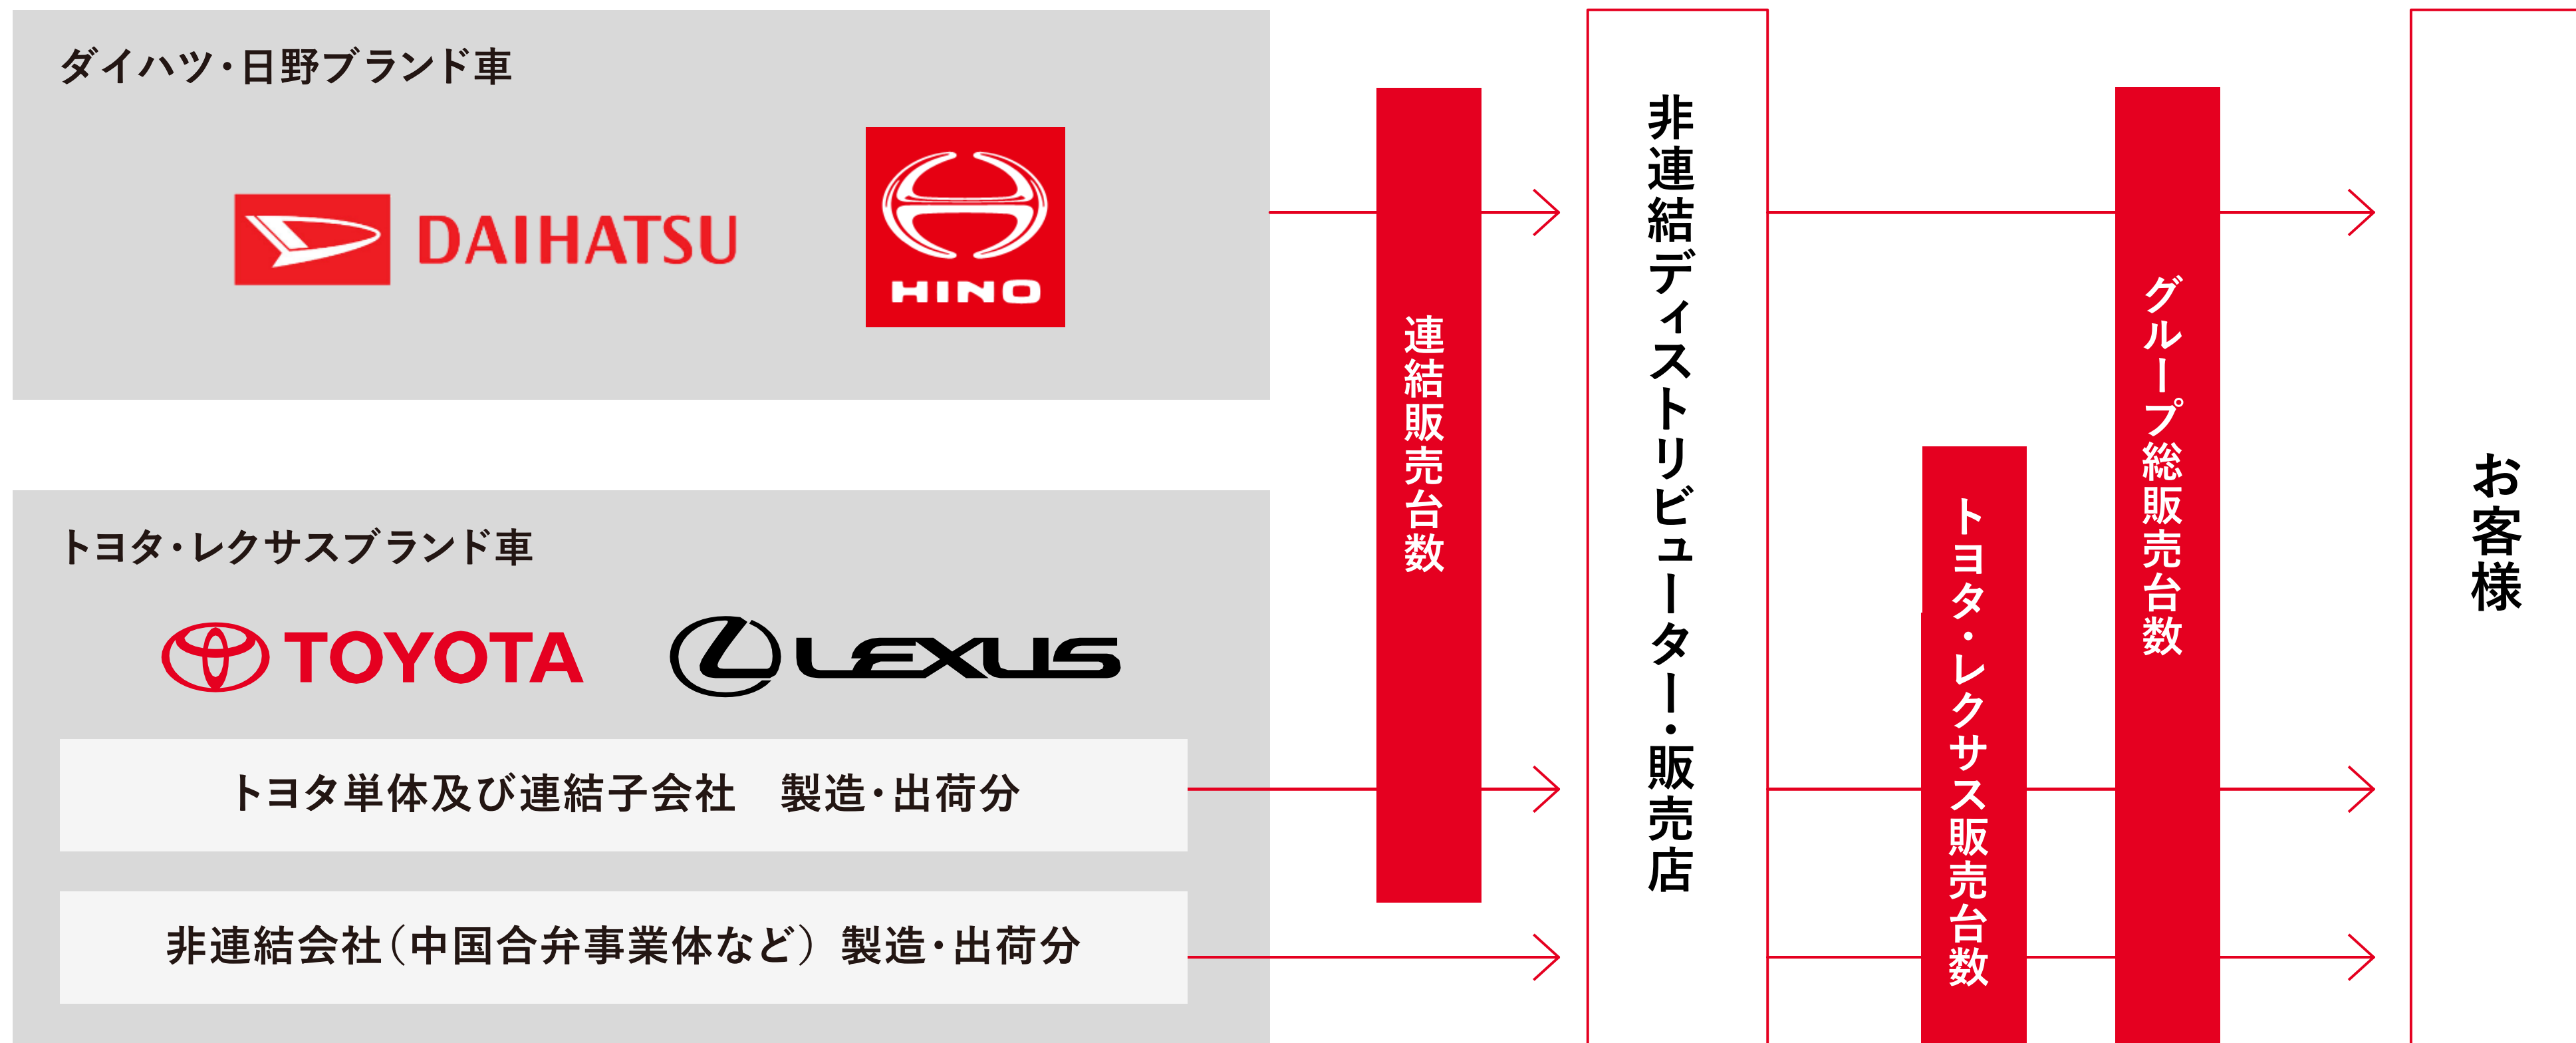 ダイハツ・日野ブランド車
DAIHATSU
HINO
トヨタ・レクサスブランド車
TOYOTA
LEXUS
トヨタ単体及び連結子会社　製造・出荷分
非連結会社（中国合弁事業体など）製造・出荷分
連結販売台数
非連結ディストリビューター・販売店
トヨタ・レクサス販売台数
グループ総販売台数
お客様